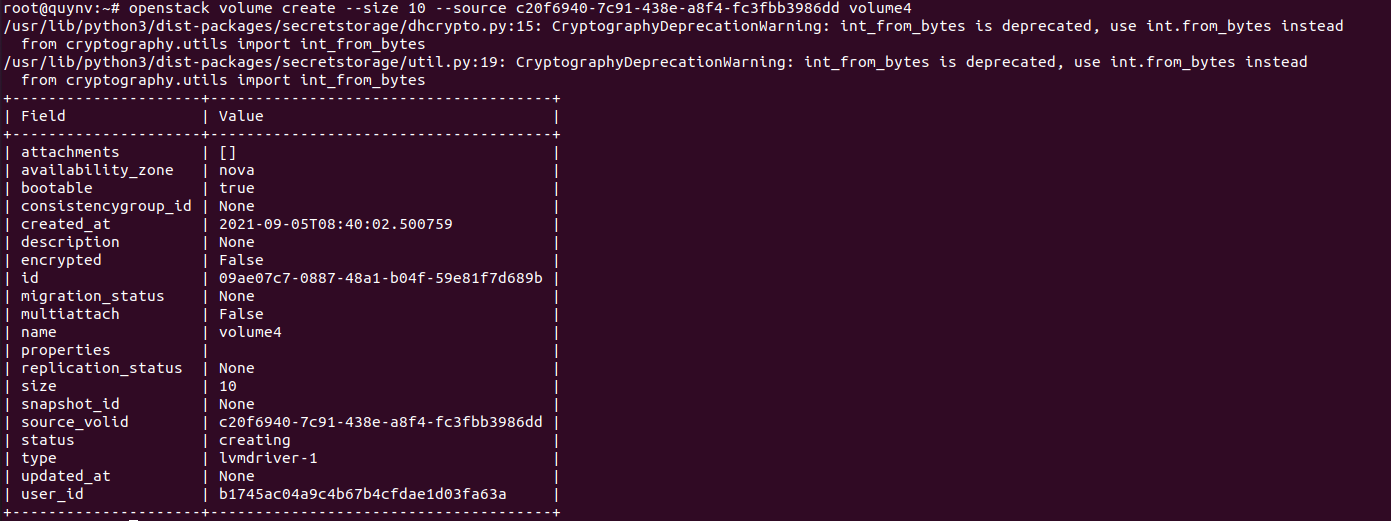 root@quynv:~# openstack volume create --size 10 --source c20f6940-7c91-438e-a8f4-fc3fbb3986dd volume4
/usr/lib/python3/dist-packages/secretstorage/dhcrypto.py:15: CryptographyDeprecationWarning: int_from_bytes is deprecated, use int.from_bytes instead
  from cryptography.utils import int_from_bytes
/usr/lib/python3/dist-packages/secretstorage/util.py:19: CryptographyDeprecationWarning: int_from_bytes is deprecated, use int.from_bytes instead
  from cryptography.utils import int_from_bytes
+---------------------+--------------------------------------+
| Field               | Value                                |
+---------------------+--------------------------------------+
| attachments         | []                                   |
| availability_zone   | nova                                 |
| bootable            | true                                 |
| consistencygroup_id | None                                 |
| created_at          | 2021-09-05T08:40:02.500759           |
| description         | None                                 |
| encrypted           | False                                |
| id                  | 09ae07c7-0887-48a1-b04f-59e81f7d689b |
| migration_status    | None                                 |
| multiattach         | False                                |
| name                | volume4                              |
| properties          |                                      |
| replication_status  | None                                 |
| size                | 10                                   |
| snapshot_id         | None                                 |
| source_volid        | c20f6940-7c91-438e-a8f4-fc3fbb3986dd |
| status              | creating                             |
| type                | lvmdriver-1                          |
| updated_at          | None                                 |
| user_id             | b1745ac04a9c4b67b4cfdae1d03fa63a     |
+---------------------+--------------------------------------+